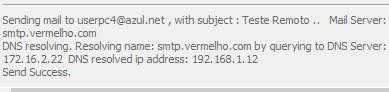 Sending mail to userpc4@azul.net , with subject : Teste Remoto ..   Mail Server:
smtp.vermelho.com
DNS resolving. Resolving name: smtp.vermelho.com by querying to DNS Server:
172.16.2.22  DNS resolved ip address: 192.168.1.12
Send Success.